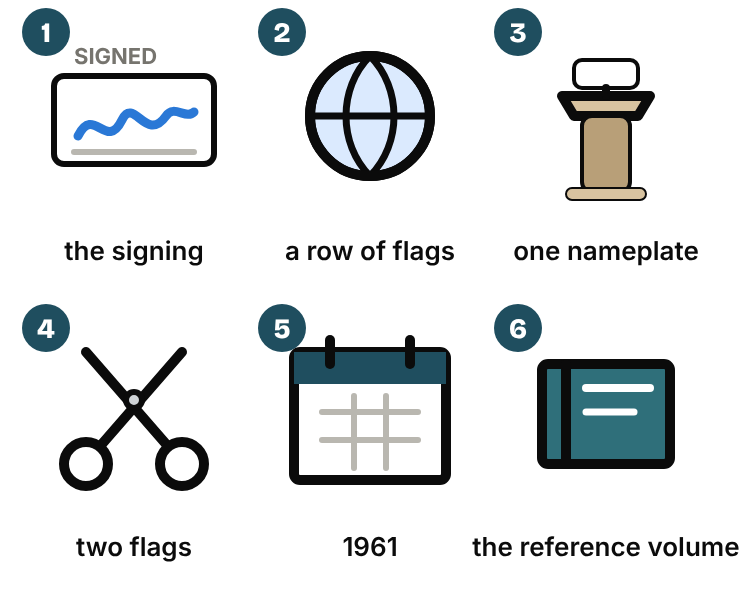 1
SIGNED
the signing
2
a row of flags
3
one nameplate
4
two flags
5
1961
6
the reference volume